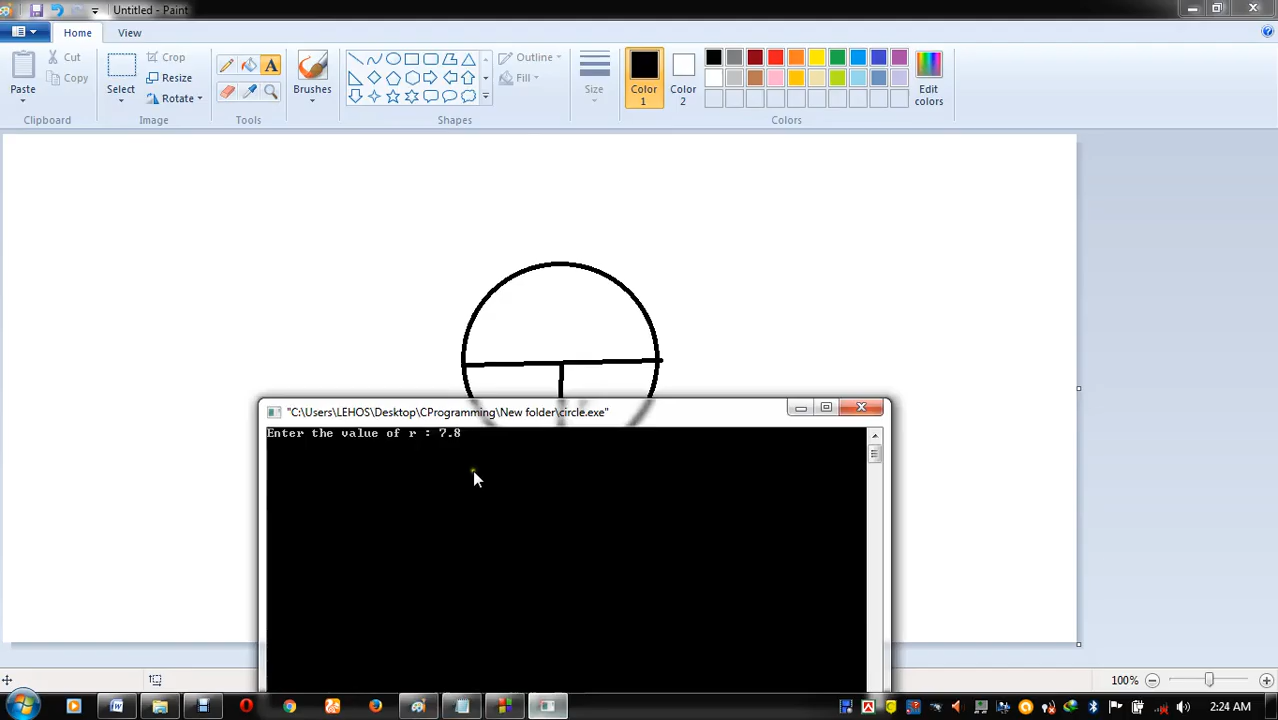 Untitled - Paint
Home
View
Paste
Cut
Copy
Clipboard
Select
Crop
Resize
Rotate
Image
A
Tools
Brushes
Outline
Fill
Shapes
Size
Color
1
Color
2
Edit
colors
Colors
"C:\Users\LEHOS\Desktop\CProgramming\New folder\circle.exe"
Enter the value of r : 7.8
100%
2:24 AM